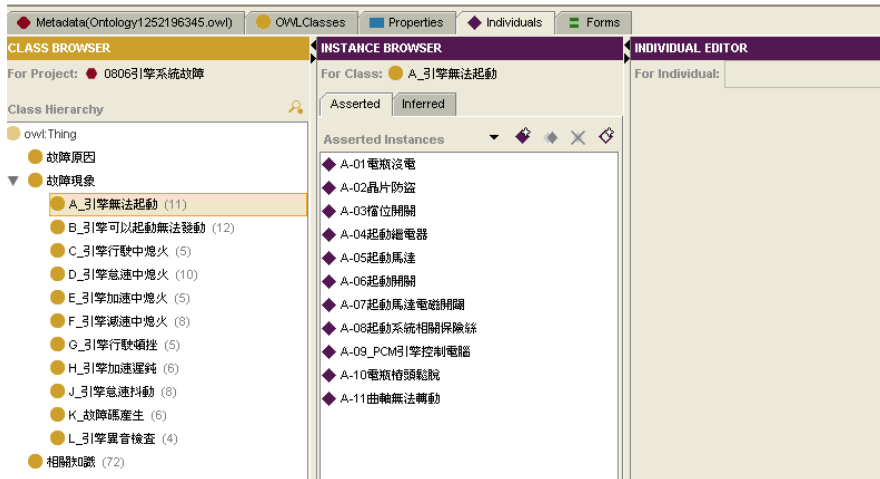 Metadata(Ontology1252196345.owl) OWLClasses Properties Individuals Forms
CLASS BROWSER
For Project: 0806引擎系統故障
Class Hierarchy
owl:Thing
故障原因
故障現象
A_引擎無法起動 (11)
B_引擎可以起動無法發動 (12)
C_引擎行駛中熄火 (5)
D_引擎怠速中熄火 (10)
E_引擎加速中熄火 (5)
F_引擎減速中熄火 (8)
G_引擎行駛頓挫 (5)
H_引擎加速遲鈍 (6)
J_引擎怠速抖動 (8)
K_故障碼產生 (6)
L_引擎異音檢查 (4)
相關知識 (72)
INSTANCE BROWSER
For Class: A_引擎無法起動
Asserted Inferred
Asserted Instances
A-01電瓶沒電
A-02晶片防盜
A-03檔位開關
A-04起動繼電器
A-05起動馬達
A-06起動開關
A-07起動馬達電磁開關
A-08起動系統相關保險絲
A-09_PCM引擎控制電腦
A-10電瓶樁頭鬆脫
A-11曲軸無法轉動
INDIVIDUAL EDITOR
For Individual: